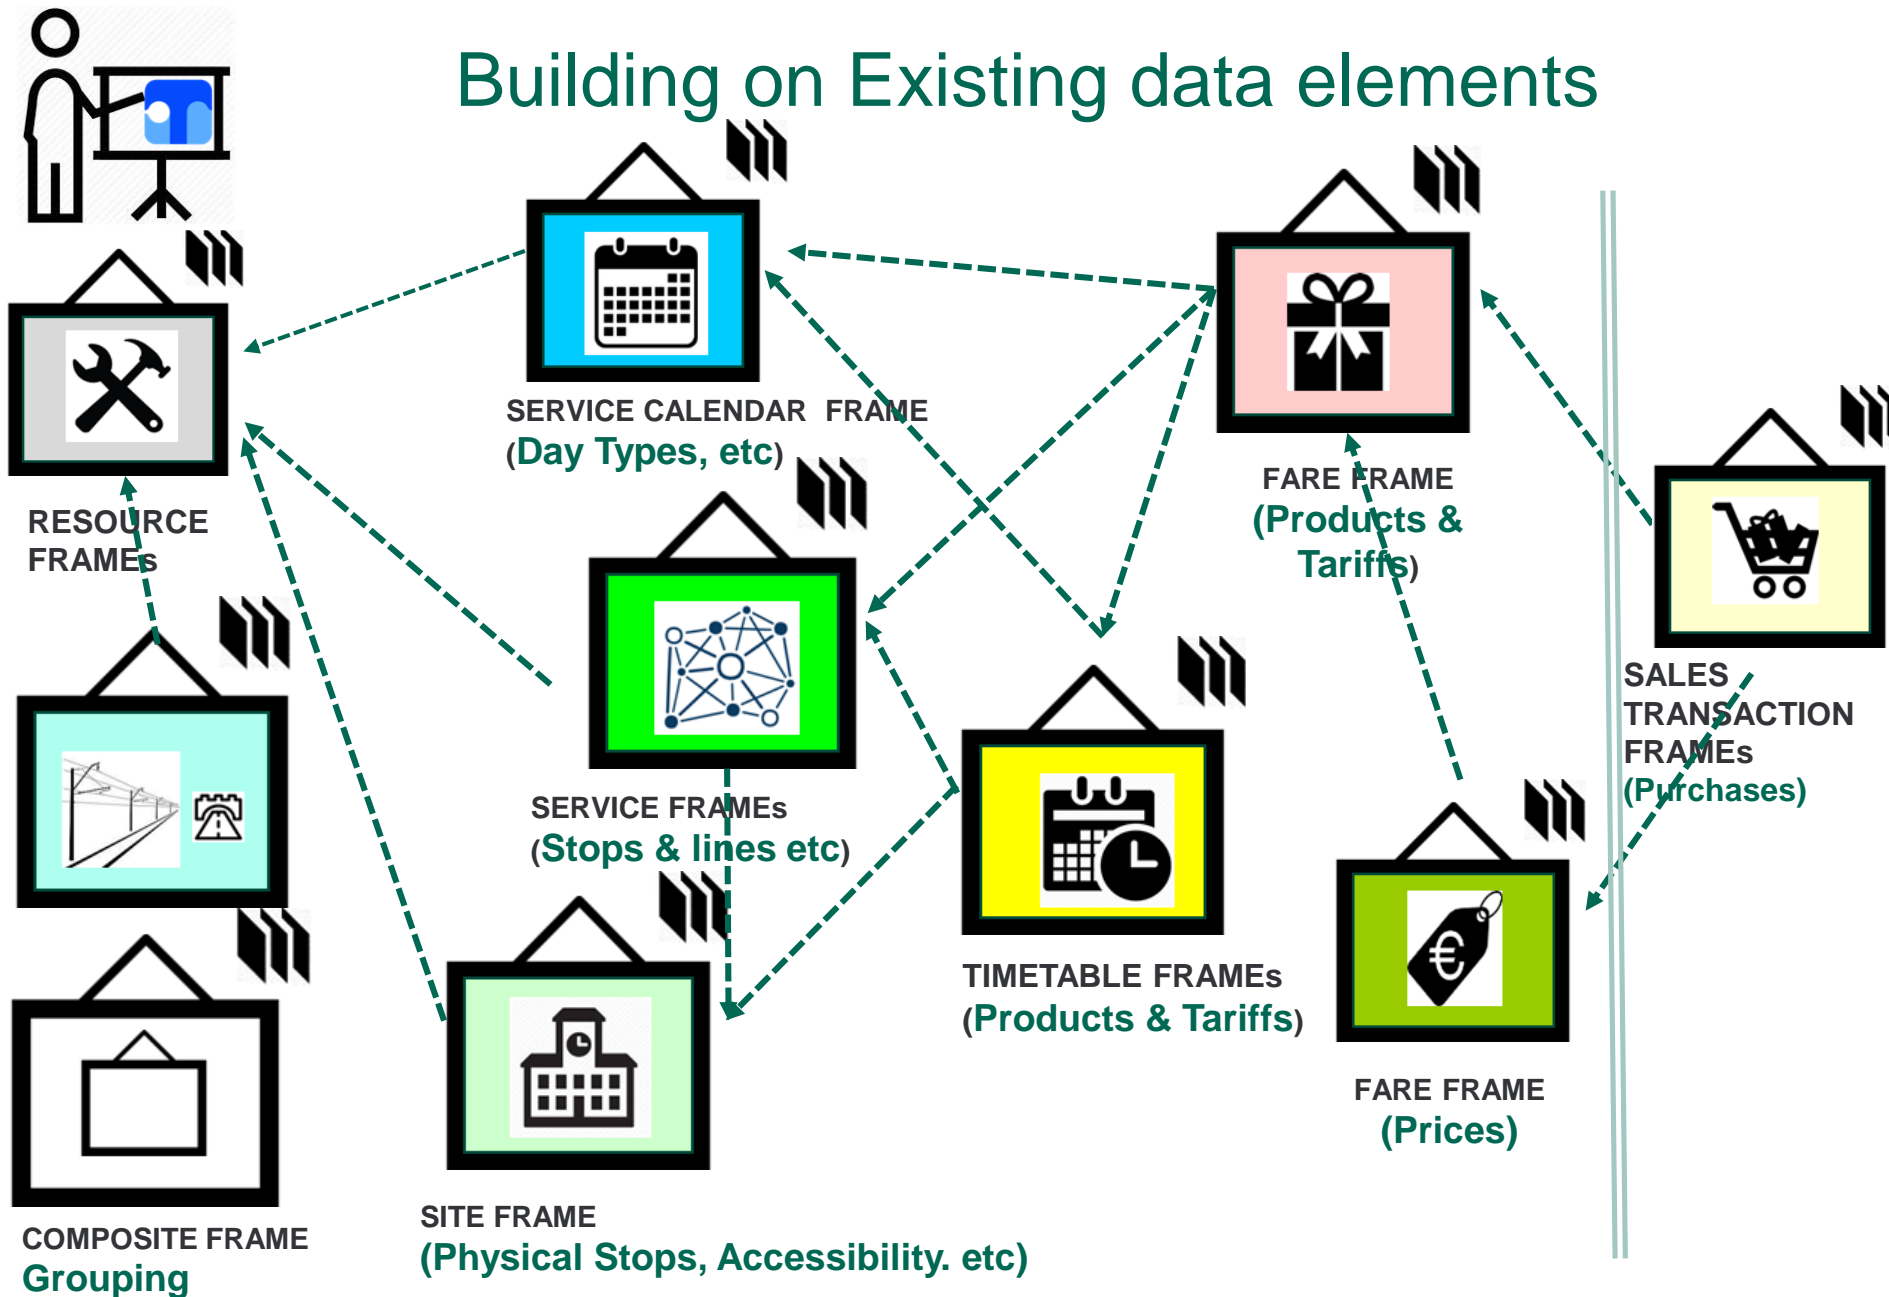 Building on Existing data elements
SERVICE CALENDAR FRAME
(Day Types, etc)
FARE FRAME
(Products &
Tariffs)
RESOURCE
FRAMEs
SALES
TRANSACTION
FRAMEs
(Purchases)
SERVICE FRAMEs
(Stops & lines etc)
TIMETABLE FRAMEs
(Products & Tariffs)
€
FARE FRAME
(Prices)
SITE FRAME
(Physical Stops, Accessibility. etc)
COMPOSITE FRAME
Grouping